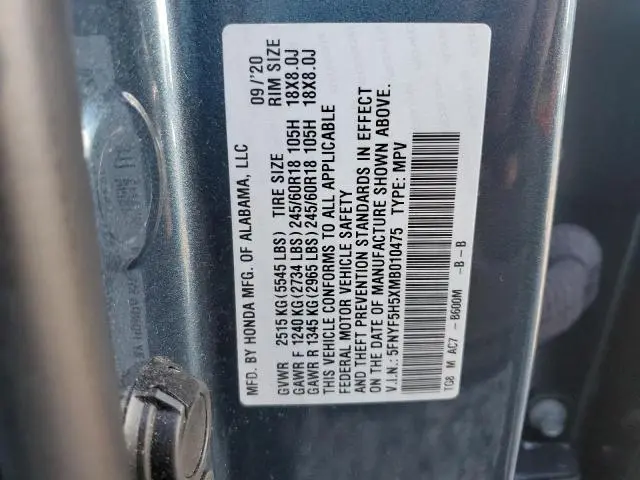 MFD. BY HONDA MFG. OF ALABAMA, LLC 09/'20
GVWR 2515 KG (5545 LBS) TIRE SIZE RIM SIZE
GAWR F 1240 KG (2734 LBS) 245/60R18 105H 18X8.0J
GAWR R 1345 KG (2965 LBS) 245/60R18 105H 18X8.0J
THIS VEHICLE CONFORMS TO ALL APPLICABLE
FEDERAL MOTOR VEHICLE SAFETY
AND THEFT PREVENTION STANDARDS IN EFFECT
ON THE DATE OF MANUFACTURE SHOWN ABOVE.
V.I.N.: 5FNYF5H5XMB010475 TYPE: MPV
TG8 M AC7 - B600M -B - B